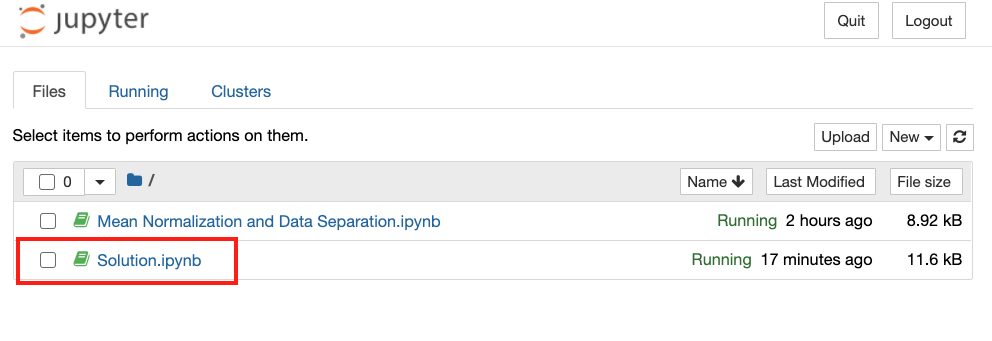 jupyter Quit Logout
Files Running Clusters
Select items to perform actions on them. Upload New
0 / Name Last Modified File size
Mean Normalization and Data Separation.ipynb Running 2 hours ago 8.92 kB
Solution.ipynb Running 17 minutes ago 11.6 kB